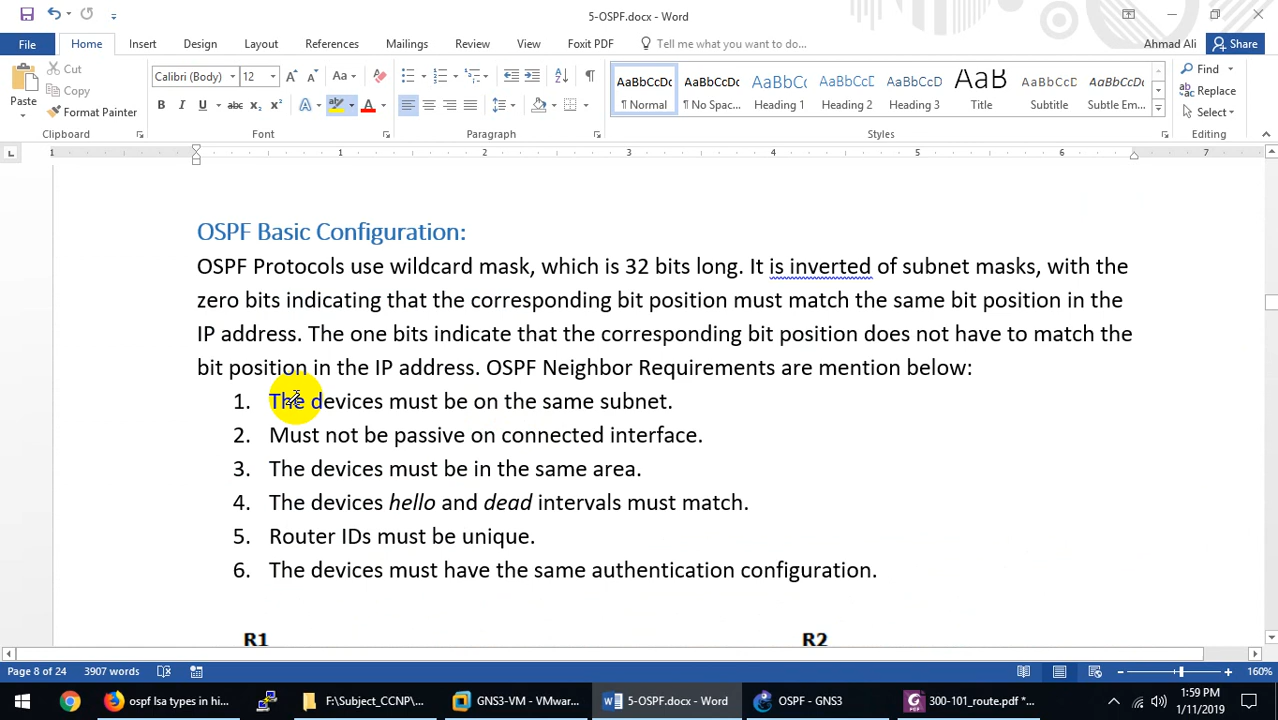 5-OSPF.docx - Word
File Home Insert Design Layout References Mailings Review View Foxit PDF Tell me what you want to do... Ahmad Ali Share
Paste Cut Copy Format Painter
Calibri (Body) 12
AaBbCcDc AaBbCcDc AaBbCc AaBbCcC AaBbCcD AaB AaBbCcD AaBbCcDc
¶ Normal ¶ No Spac... Heading 1 Heading 2 Heading 3 Title Subtitle Subtle Em...
Find Replace Select
Clipboard Font Paragraph Styles Editing
1 1 2 3 4 5 6 7
OSPF Basic Configuration:
OSPF Protocols use wildcard mask, which is 32 bits long. It is inverted of subnet masks, with the
zero bits indicating that the corresponding bit position must match the same bit position in the
IP address. The one bits indicate that the corresponding bit position does not have to match the
bit position in the IP address. OSPF Neighbor Requirements are mention below:
1. The devices must be on the same subnet.
2. Must not be passive on connected interface.
3. The devices must be in the same area.
4. The devices hello and dead intervals must match.
5. Router IDs must be unique.
6. The devices must have the same authentication configuration.
R1 R2
Page 8 of 24 3907 words 160%
ospf lsa types in hi... F:\Subject_CCNP\... GNS3-VM - VMwar... 5-OSPF.docx - Word OSPF - GNS3 300-101_route.pdf *... 1:59 PM
1/11/2019